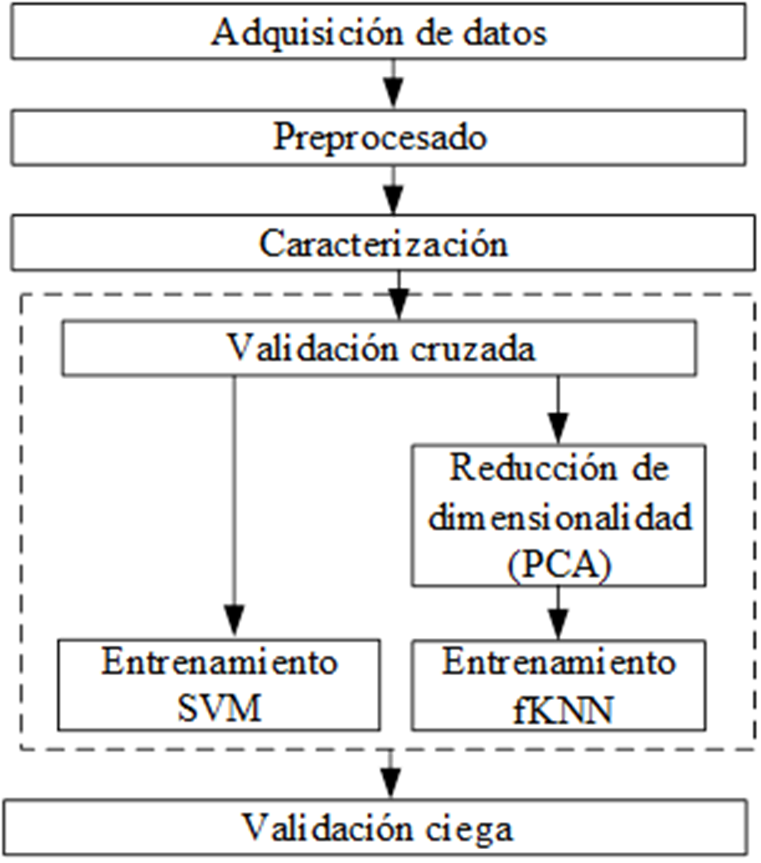 Adquisición de datos
Preprocesado
Caracterización
Validación cruzada
Reducción de
dimensionalidad
(PCA)
Entrenamiento
SVM
Entrenamiento
fKNN
Validación ciega